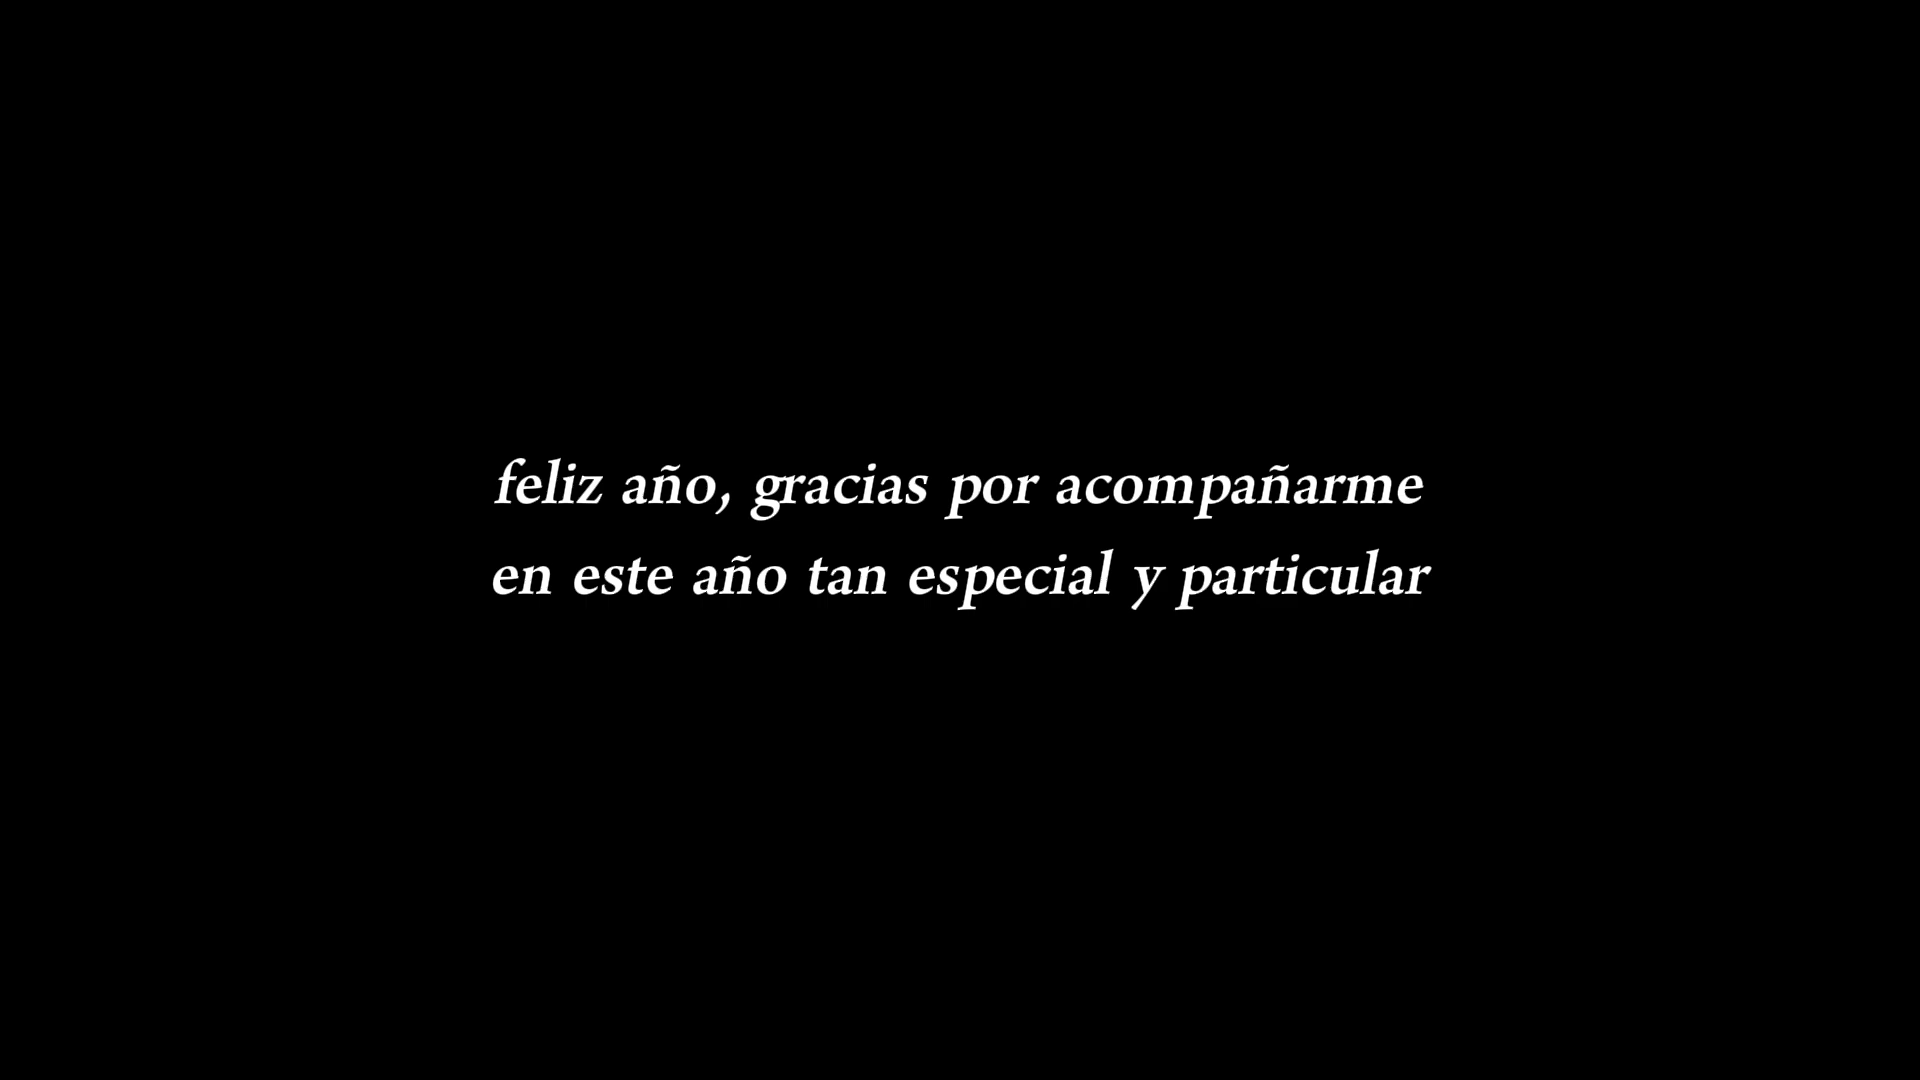 feliz año, gracias por acompañarme
en este año tan especial y particular